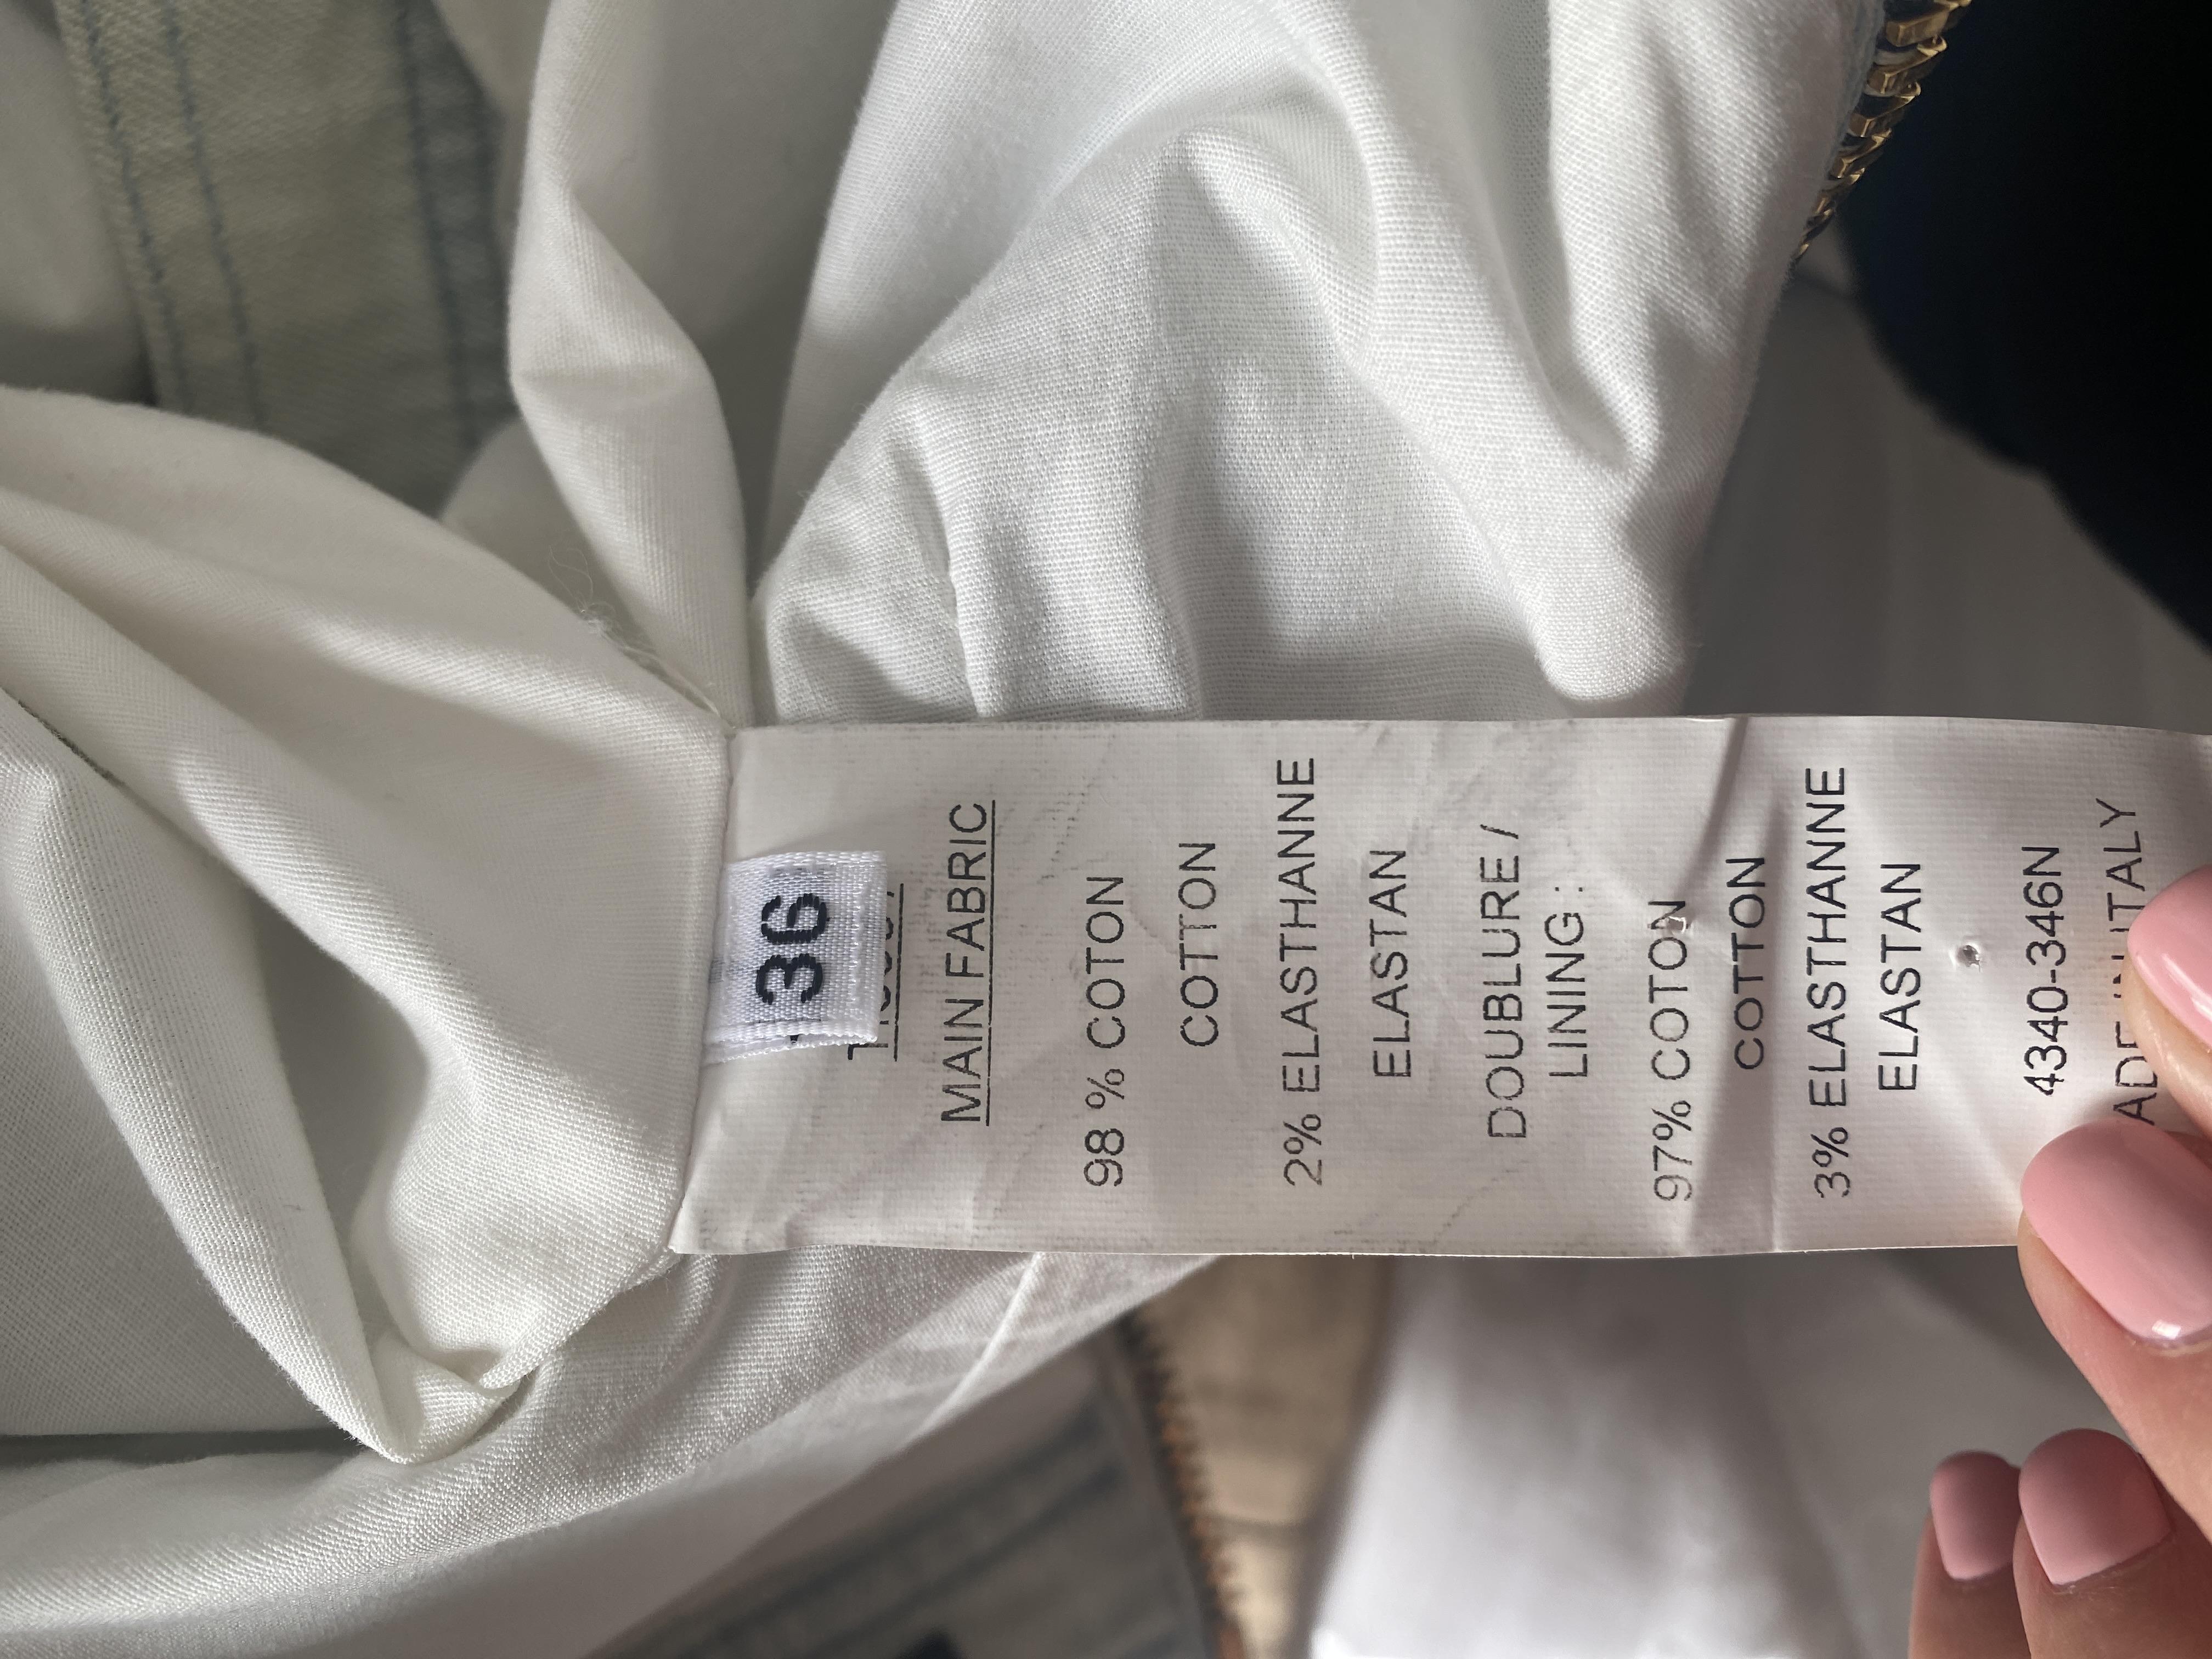 36
MAIN FABRIC
98 % COTON
COTTON
2% ELASTHANNE
ELASTAN
DOUBLURE /
LINING :
97% COTON
COTTON
3% ELASTHANNE
ELASTAN
4340-346N
ITALY